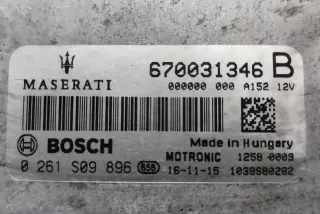 MASERATI
670031346 B
000000 000 A152 12V
BOSCH
Made in Hungary
MOTRONIC 1258 0009
0 261 S09 896 658 16-11-15 1039S80282